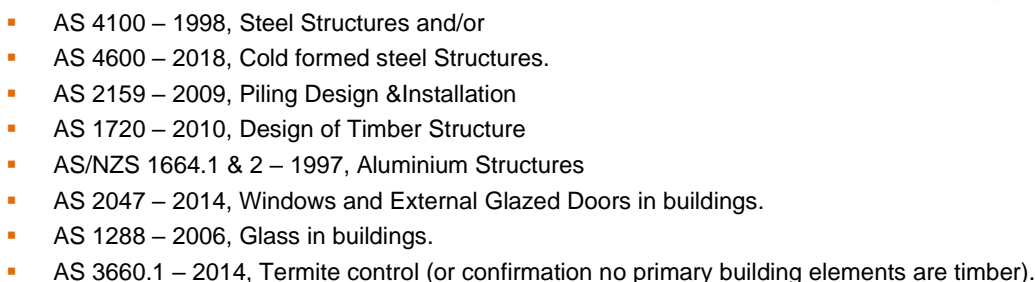 ▪ AS 4100 – 1998, Steel Structures and/or
▪ AS 4600 – 2018, Cold formed steel Structures.
▪ AS 2159 – 2009, Piling Design &Installation
▪ AS 1720 – 2010, Design of Timber Structure
▪ AS/NZS 1664.1 & 2 – 1997, Aluminium Structures
▪ AS 2047 – 2014, Windows and External Glazed Doors in buildings.
▪ AS 1288 – 2006, Glass in buildings.
▪ AS 3660.1 – 2014, Termite control (or confirmation no primary building elements are timber).